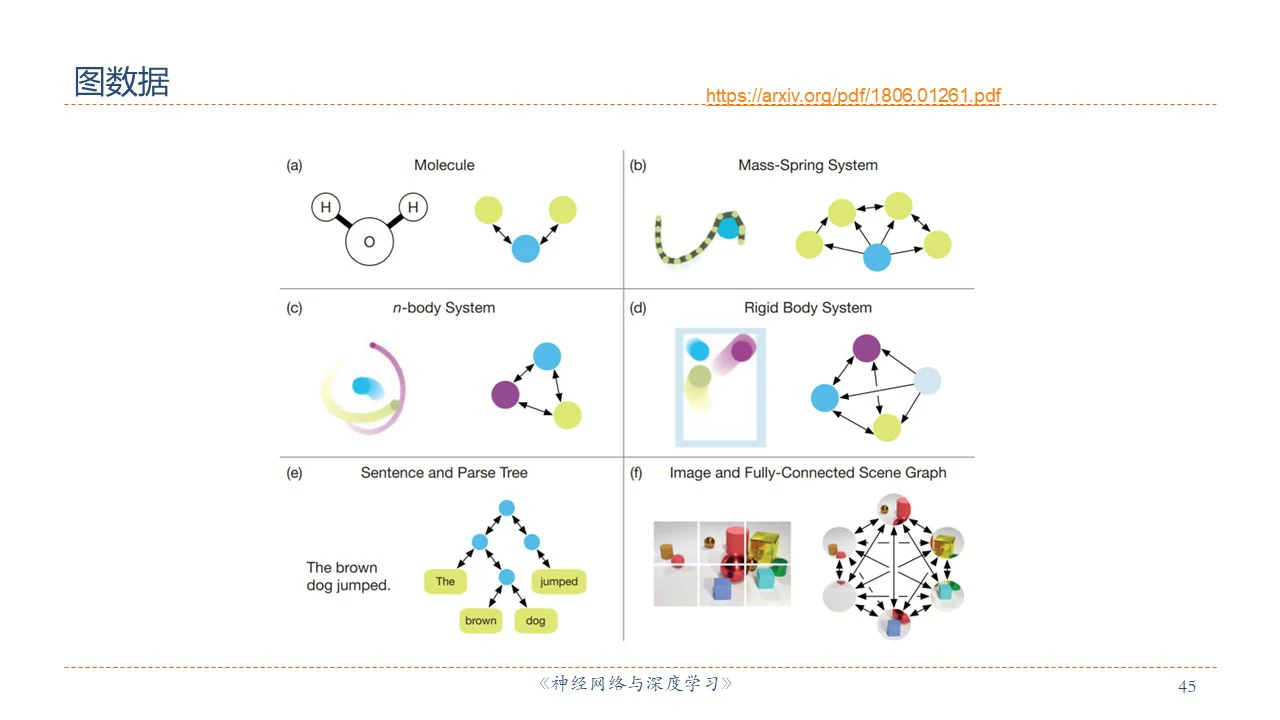 图数据
https://arxiv.org/pdf/1806.01261.pdf
(a)
Molecule
H
H
O
(b)
Mass-Spring System
(c)
n-body System
(d)
Rigid Body System
(e)
Sentence and Parse Tree
The brown
dog jumped.
The
jumped
brown
dog
(f)
Image and Fully-Connected Scene Graph
《神经网络与深度学习》
45